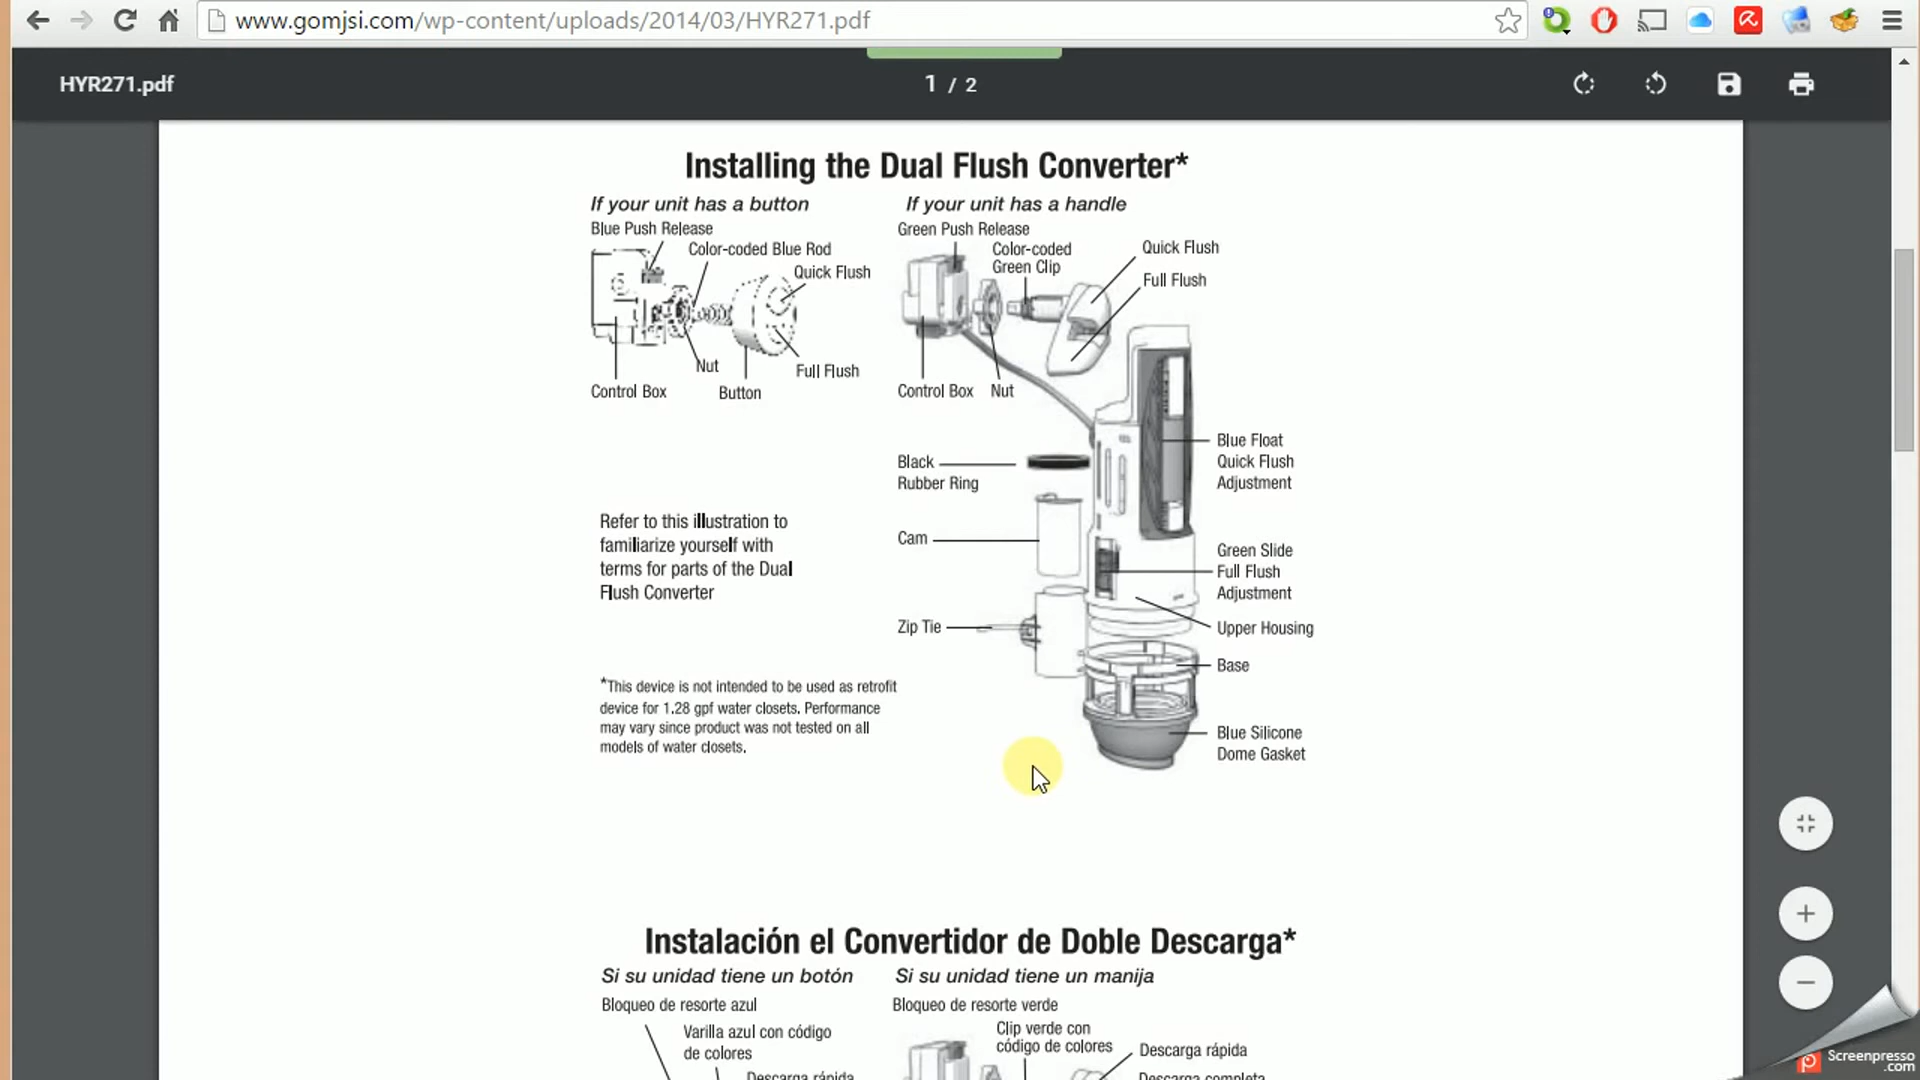 www.gomjsi.com/wp-content/uploads/2014/03/HYR271.pdf
HYR271.pdf
1 / 2
Installing the Dual Flush Converter*
If your unit has a button
Blue Push Release
Color-coded Blue Rod
Quick Flush
Nut
Full Flush
Control Box
Button
If your unit has a handle
Green Push Release
Color-coded
Green Clip
Quick Flush
Full Flush
Control Box
Nut
Blue Float
Quick Flush
Adjustment
Black
Rubber Ring
Cam
Green Slide
Full Flush
Adjustment
Zip Tie
Upper Housing
Base
Blue Silicone
Dome Gasket
Refer to this illustration to
familiarize yourself with
terms for parts of the Dual
Flush Converter
*This device is not intended to be used as retrofit
device for 1.28 gpf water closets. Performance
may vary since product was not tested on all
models of water closets.
Instalación el Convertidor de Doble Descarga*
Si su unidad tiene un botón
Bloqueo de resorte azul
Varilla azul con código
de colores
Descarga rápida
Si su unidad tiene un manija
Bloqueo de resorte verde
Clip verde con
código de colores
Descarga rápida
Descarga completa
Screenpresso
.com